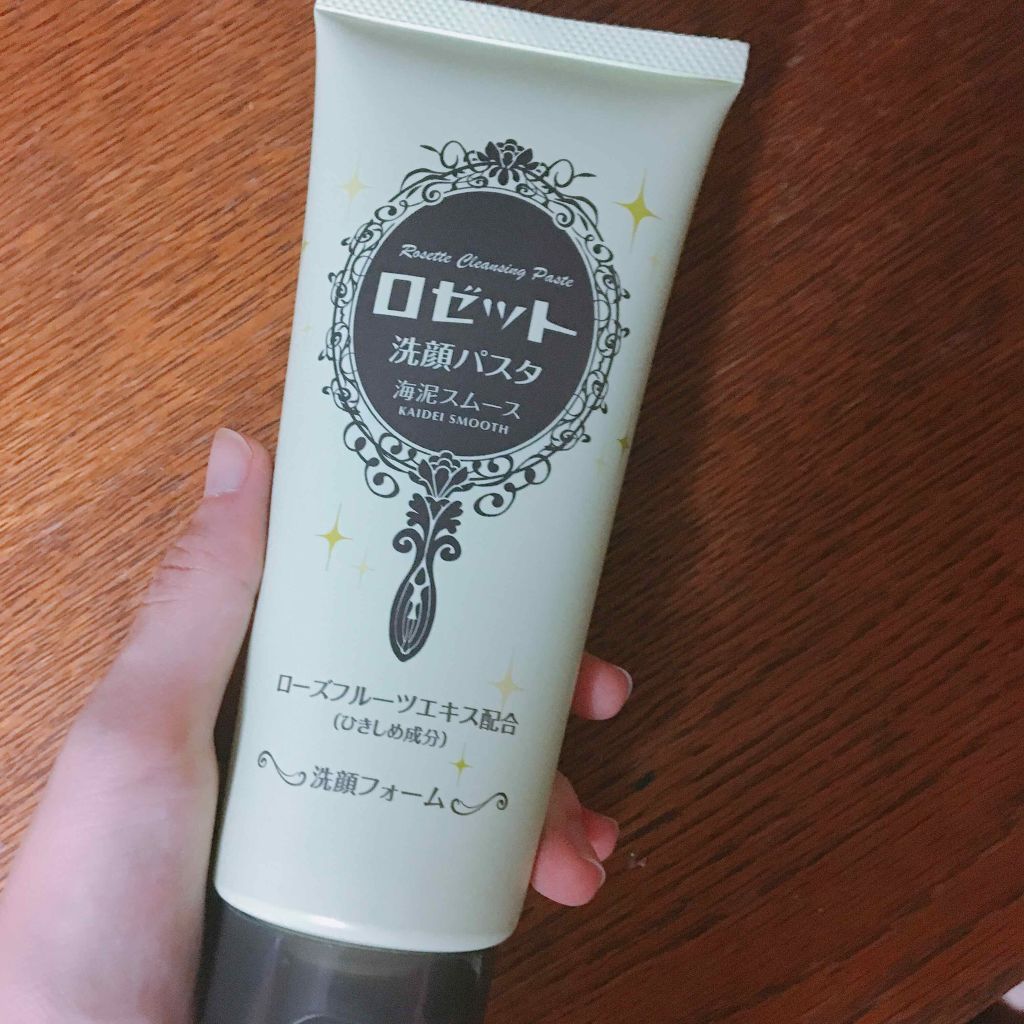 Rosette Cleansing Paste
ロゼット
洗顔パスタ
海泥スムース
KAIDEI SMOOTH
ローズフルーツエキス配合
(ひきしめ成分)
洗顔フォーム